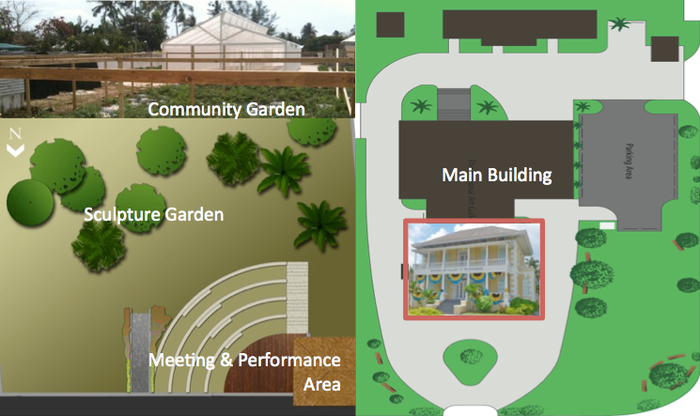 Community Garden
N
Sculpture Garden
Meeting & Performance
Area
Main Building
Parking Area